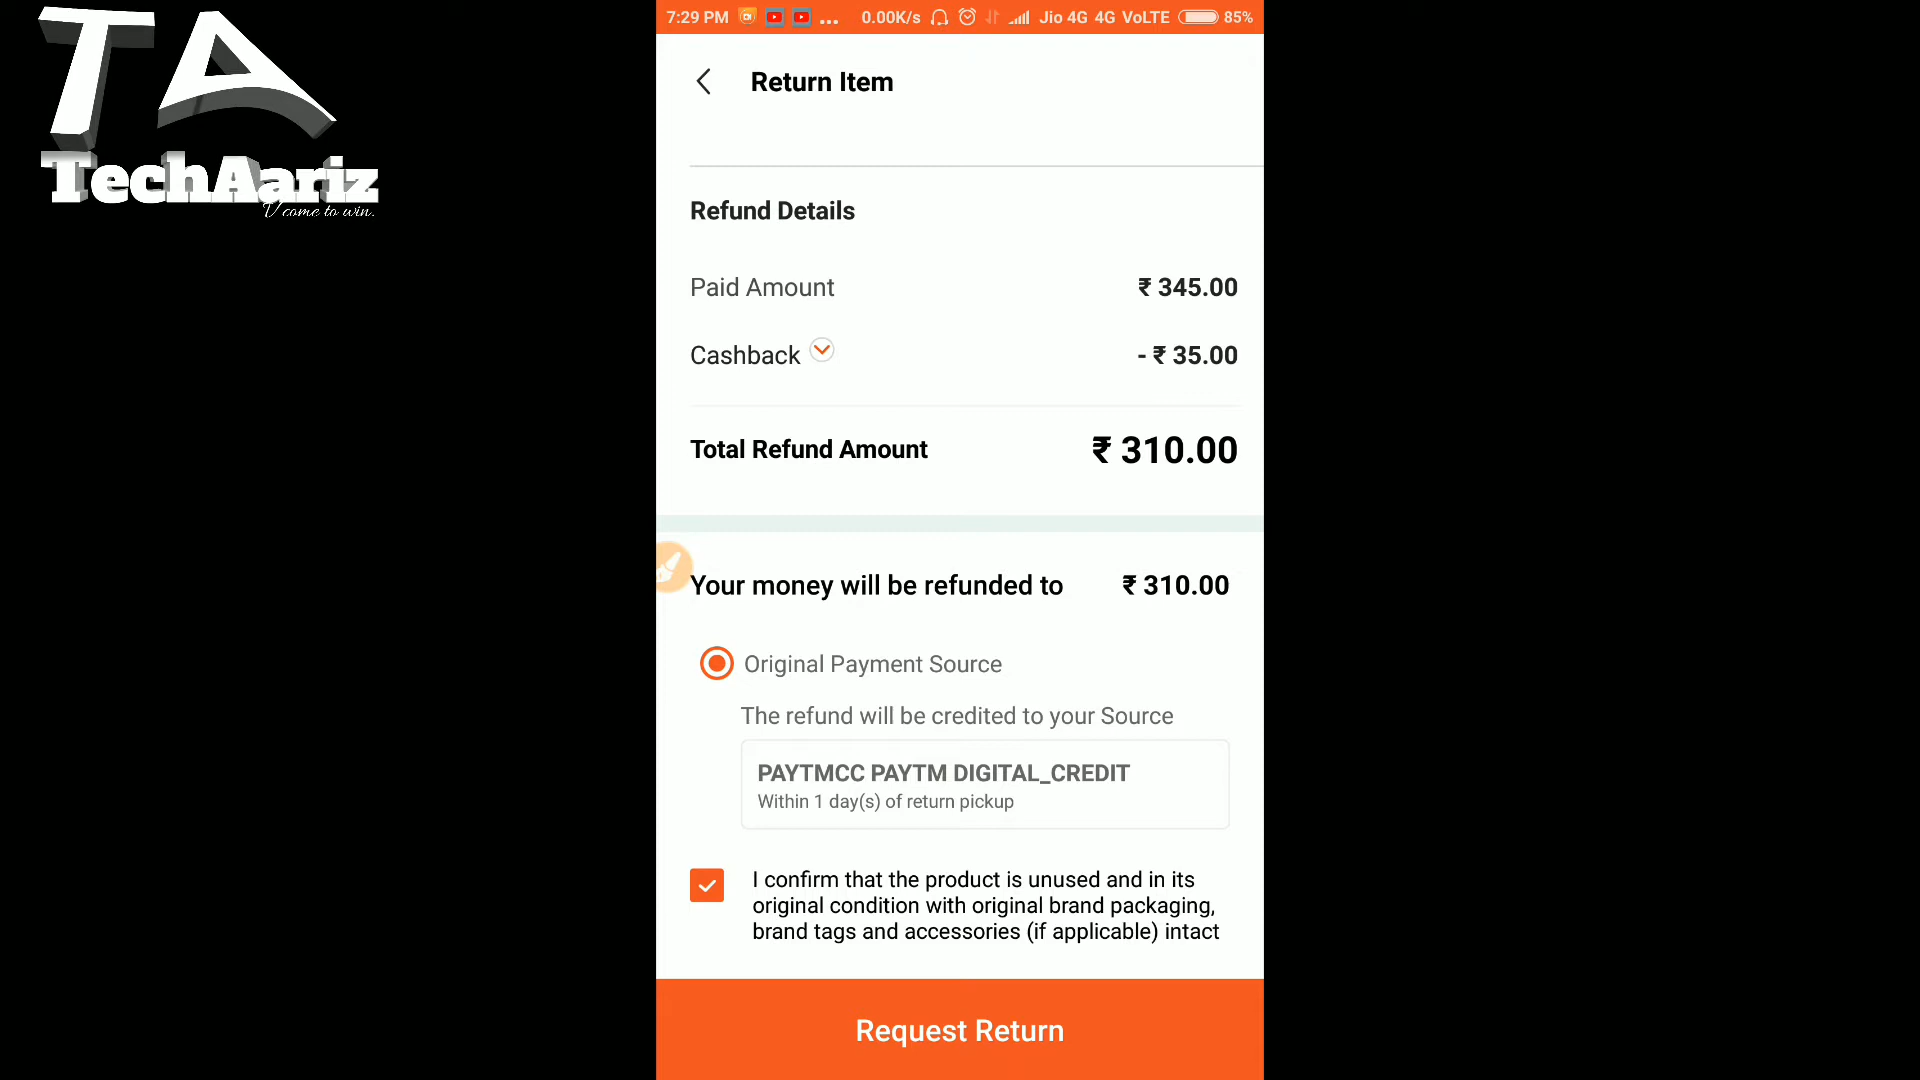 TA
TechAariz
V come to win.
7:29 PM ... 0.00K/s Jio 4G 4G VoLTE 85%
Return Item
Refund Details
Paid Amount ₹ 345.00
Cashback - ₹ 35.00
Total Refund Amount ₹ 310.00
Your money will be refunded to ₹ 310.00
Original Payment Source
The refund will be credited to your Source
PAYTMCC PAYTM DIGITAL_CREDIT
Within 1 day(s) of return pickup
I confirm that the product is unused and in its
original condition with original brand packaging,
brand tags and accessories (if applicable) intact
Request Return